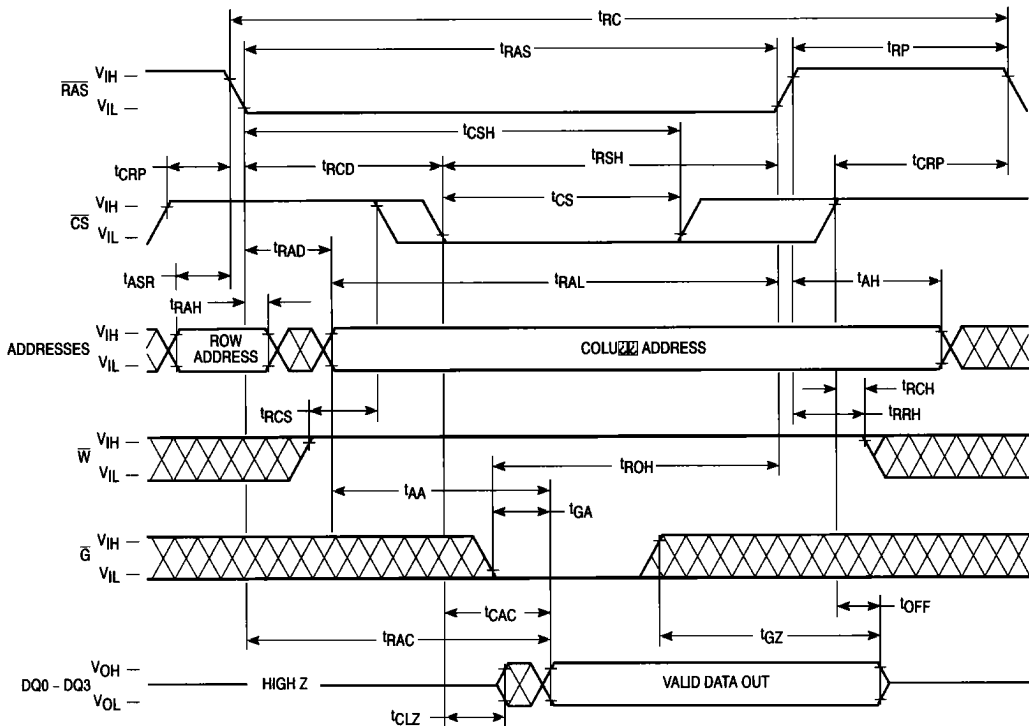 tRC
tRAS
tRP
RAS
VIH
VIL
tCSH
tCRP
tRCD
tRSH
tCRP
tCS
CS
VIH
VIL
tRAD
tASR
tRAL
tAH
tRAH
ADDRESSES
VIH
VIL
ROW
ADDRESS
ADDRESS
tRCH
tRCS
tRRH
W
VIH
VIL
tROH
tAA
tGA
G
VIH
VIL
tOFF
tCAC
tRAC
tGZ
DQ0 – DQ3
VOH
VOL
HIGH Z
VALID DATA OUT
tCLZ